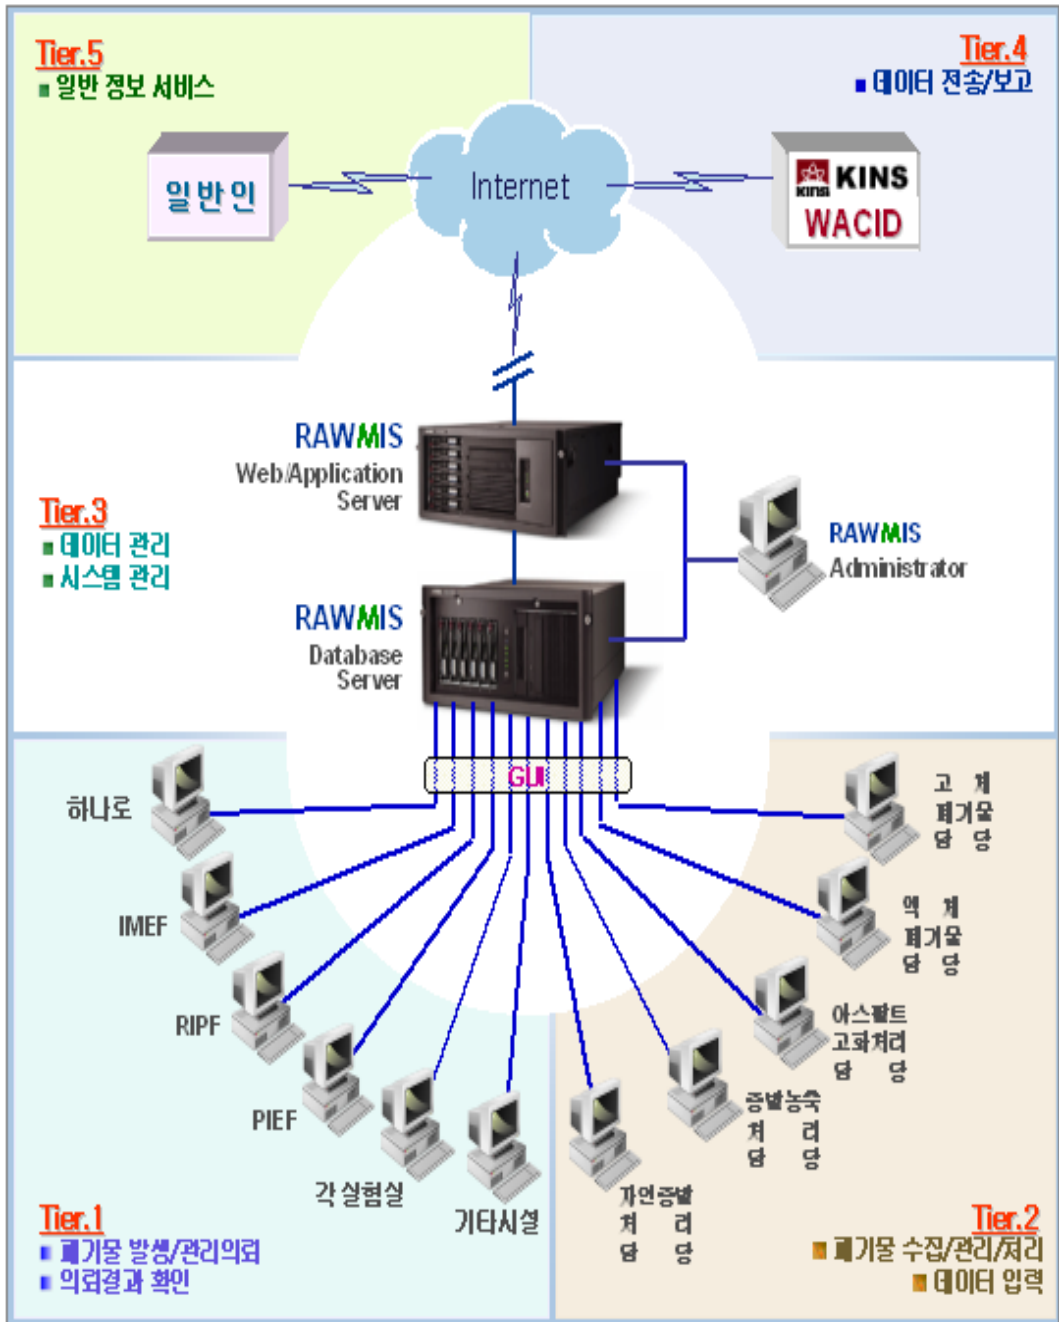 Tier.5
일반 정보 서비스
Tier.4
데이터 전송/보고
일반인
Internet
KINS
KINS
WACID
RAWMIS
Web/Application
Server
Tier.3
데이터 관리
시스템 관리
RAWMIS
Administrator
RAWMIS
Database
Server
GUI
하나로
IMEF
RIPF
PIEF
각 실험실
기타시설
고 체
폐기물
담 당
액 체
폐기물
담 당
아스팔트
고화처리
담 당
증발농축
처 리
담 당
자연증발
처 리
담 당
Tier.1
폐기물 발생/관리의뢰
의뢰결과 확인
Tier.2
폐기물 수집/관리/처리
데이터 입력